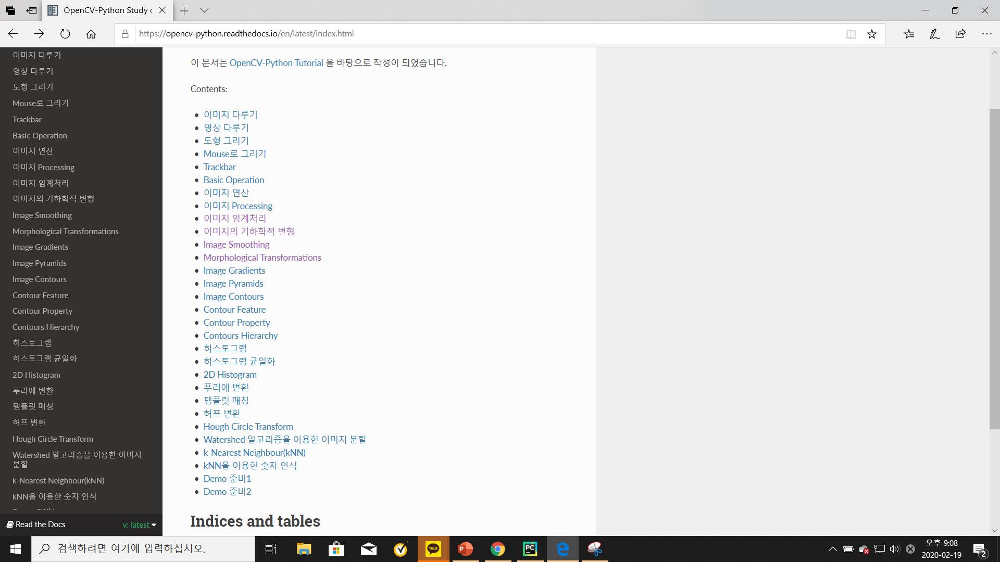 OpenCV-Python Study
https://opencv-python.readthedocs.io/en/latest/index.html
이미지 다루기
영상 다루기
도형 그리기
Mouse로 그리기
Trackbar
Basic Operation
이미지 연산
이미지 Processing
이미지 임계처리
이미지의 기하학적 변형
Image Smoothing
Morphological Transformations
Image Gradients
Image Pyramids
Image Contours
Contour Feature
Contour Property
Contours Hierarchy
히스토그램
히스토그램 균일화
2D Histogram
푸리에 변환
템플릿 매칭
허프 변환
Hough Circle Transform
Watershed 알고리즘을 이용한 이미지
분할
k-Nearest Neighbour(kNN)
kNN을 이용한 숫자 인식
Read the Docs
v: latest
이 문서는 OpenCV-Python Tutorial 을 바탕으로 작성이 되었습니다.
Contents:
이미지 다루기
영상 다루기
도형 그리기
Mouse로 그리기
Trackbar
Basic Operation
이미지 연산
이미지 Processing
이미지 임계처리
이미지의 기하학적 변형
Image Smoothing
Morphological Transformations
Image Gradients
Image Pyramids
Image Contours
Contour Feature
Contour Property
Contours Hierarchy
히스토그램
히스토그램 균일화
2D Histogram
푸리에 변환
템플릿 매칭
허프 변환
Hough Circle Transform
Watershed 알고리즘을 이용한 이미지 분할
k-Nearest Neighbour(kNN)
kNN을 이용한 숫자 인식
Demo 준비1
Demo 준비2
Indices and tables
검색하려면 여기에 입력하십시오.
TALK
P
PC
오후 9:08
2020-02-19
2